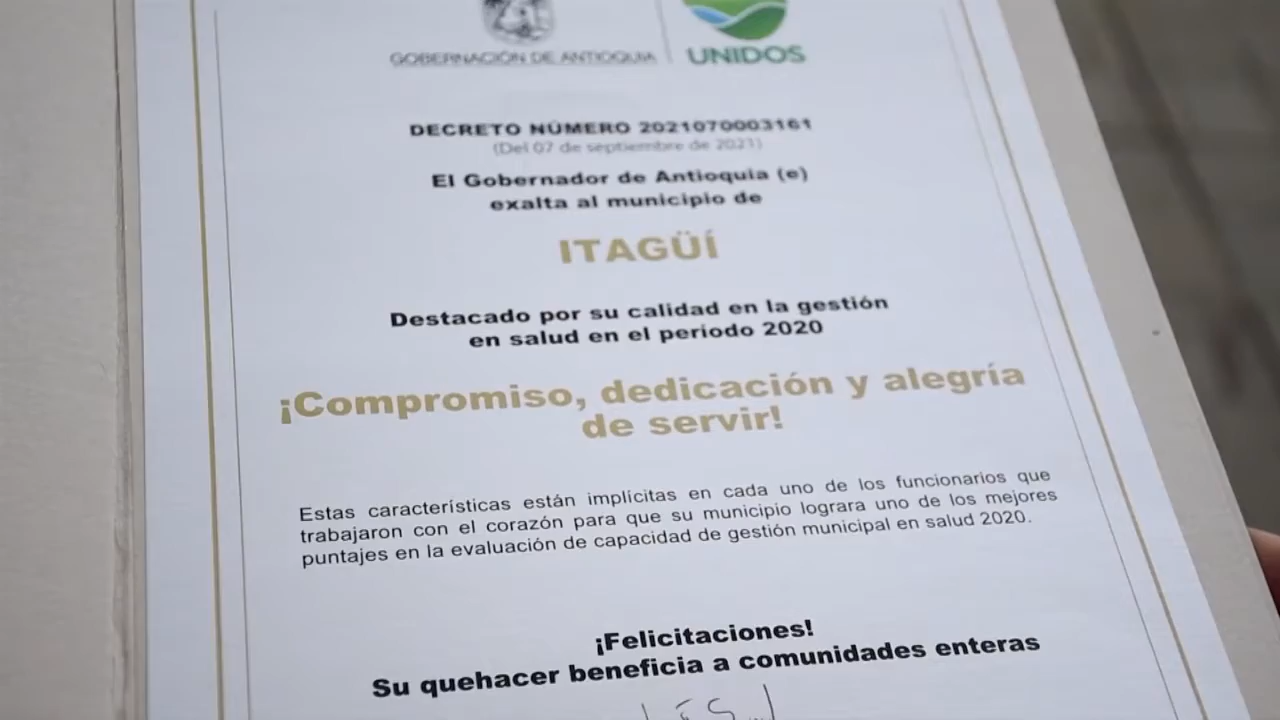 GOBERNACIÓN DE ANTIOQUIA
UNIDOS
DECRETO NÚMERO 2021070003161
(Del 07 de septiembre de 2021)
El Gobernador de Antioquia (e)
exalta al municipio de
ITAGÜÍ
Destacado por su calidad en la gestión
en salud en el período 2020
¡Compromiso, dedicación y alegría
de servir!
Estas características están implícitas en cada uno de los funcionarios que
trabajaron con el corazón para que su municipio lograra uno de los mejores
puntajes en la evaluación de capacidad de gestión municipal en salud 2020.
¡Felicitaciones!
Su quehacer beneficia a comunidades enteras